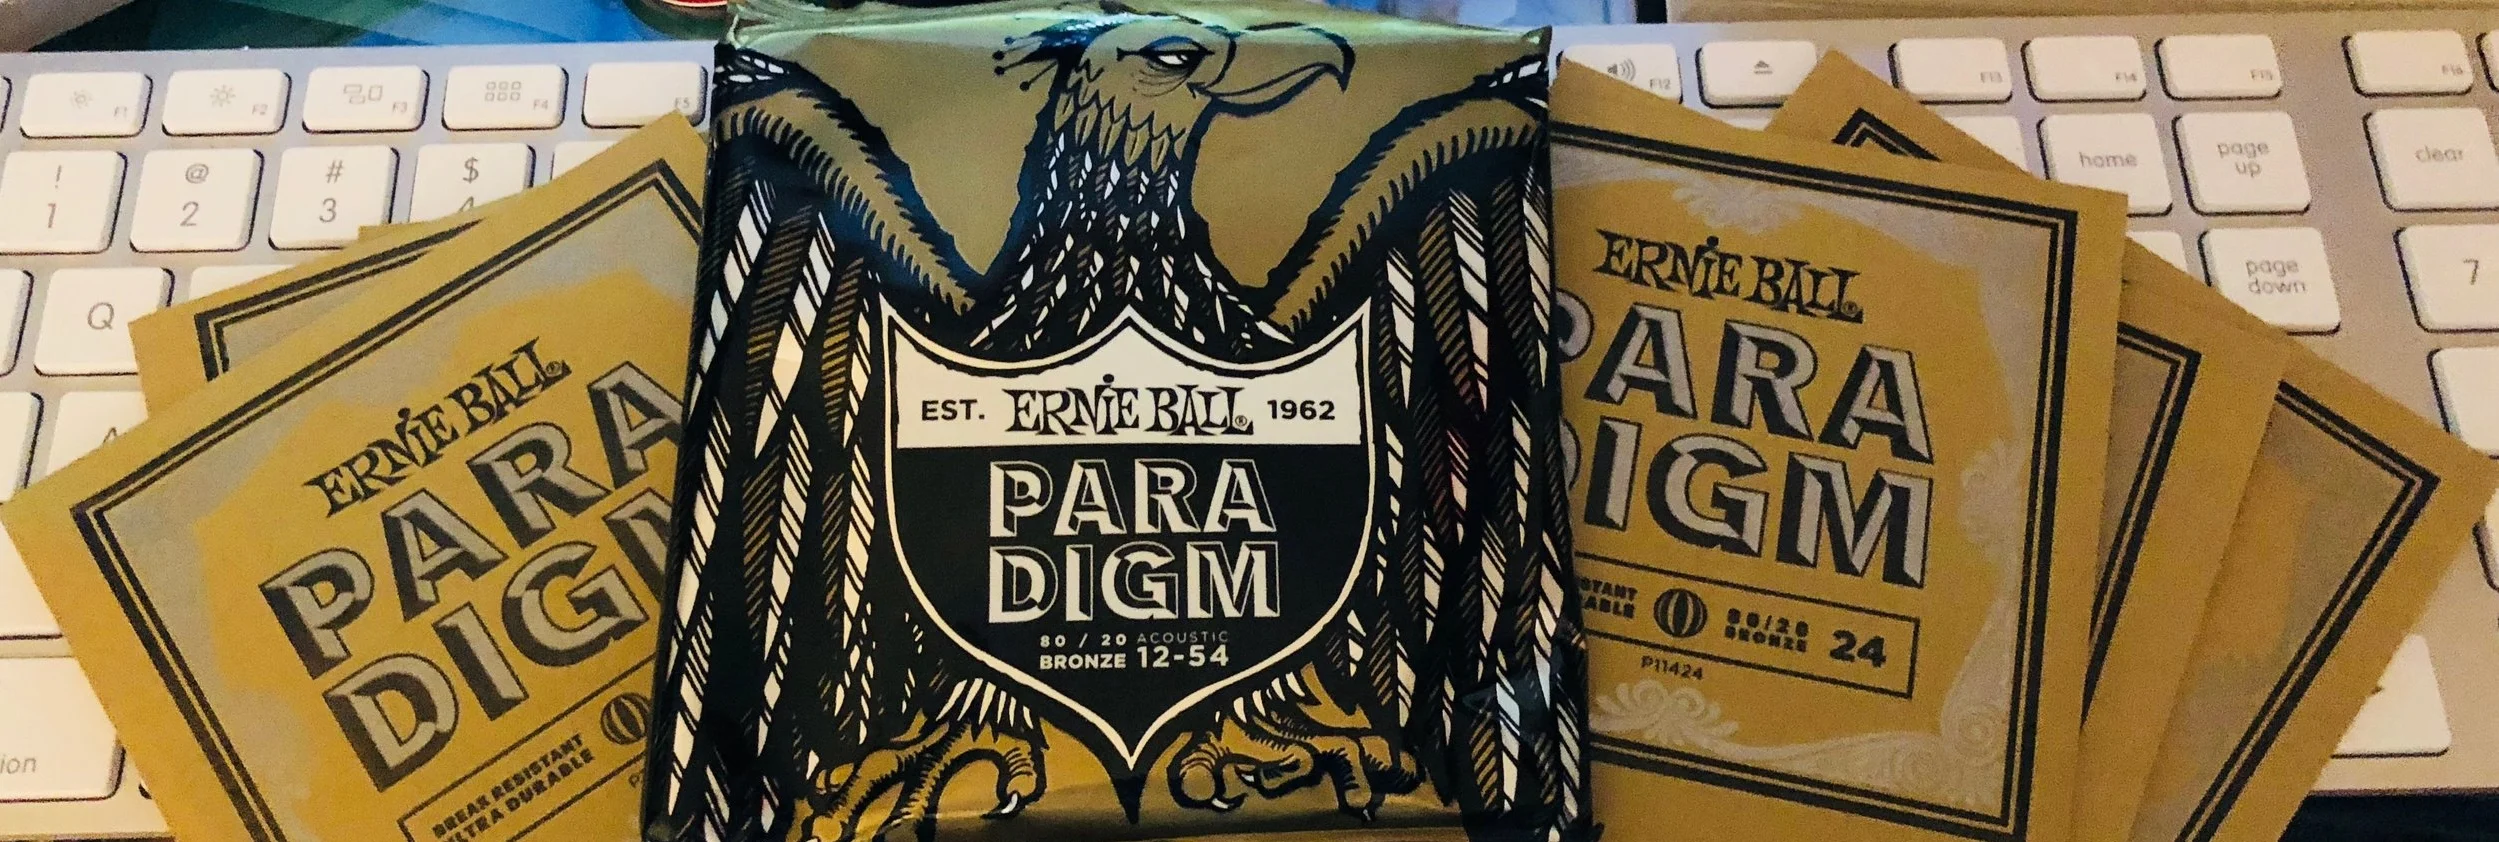 F1
F2
F3
F4
F5
F12
F13
F14
F15
F16
!
1
@
2
#
3
$
home
page
up
clear
Q
page
down
7
ERNIE BALL®
PARA
DIGM
BREAK RESISTANT
ULTRA DURABLE
EST. ERNIE BALL® 1962
PARA
DIGM
80 / 20 ACOUSTIC
BRONZE 12-54
ERNIE BALL®
PARA
DIGM
80/20
BRONZE 24
P11424